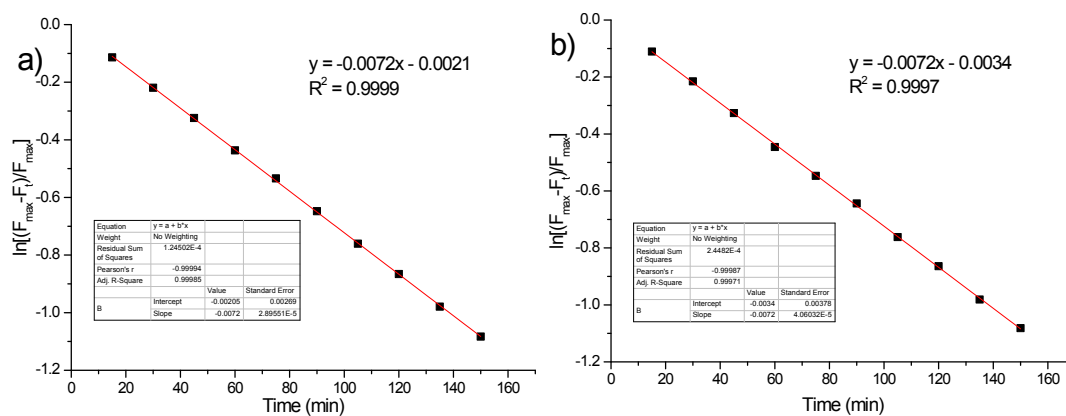 a)
y = -0.0072x - 0.0021
R² = 0.9999
ln[(F_max-F_t)/F_max]
0.0
-0.2
-0.4
-0.6
-0.8
-1.0
-1.2
Equation y = a + b*x
Weight No Weighting
Residual Sum of Squares 1.24502E-4
Pearson's r -0.99994
Adj. R-Square 0.99985
Value Standard Error
B Intercept -0.00205 0.00269
Slope -0.0072 2.89551E-5
0 20 40 60 80 100 120 140 160
Time (min)
b)
y = -0.0072x - 0.0034
R² = 0.9997
ln[(F_max-F_t)/F_max]
0.0
-0.2
-0.4
-0.6
-0.8
-1.0
-1.2
Equation y = a + b*x
Weight No Weighting
Residual Sum of Squares 2.4482E-4
Pearson's r -0.99987
Adj. R-Square 0.99971
Value Standard Error
B Intercept -0.0034 0.00378
Slope -0.0072 4.06032E-5
0 20 40 60 80 100 120 140 160
Time (min)